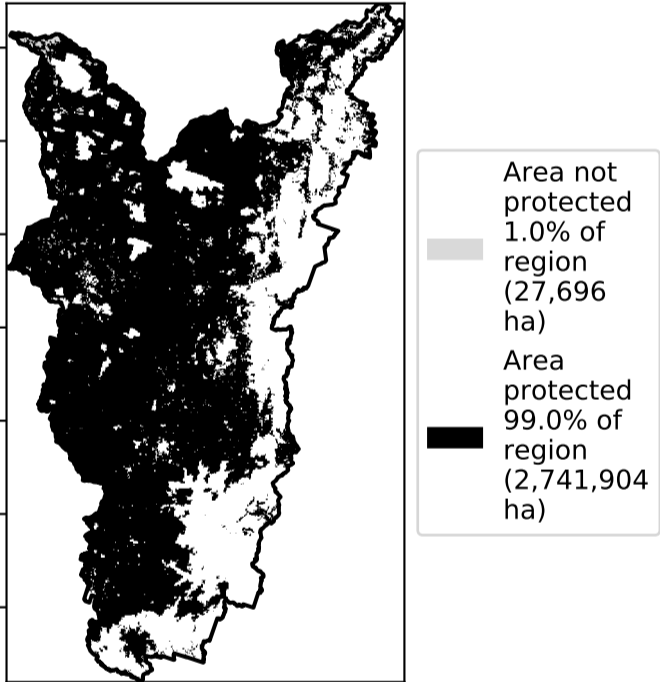 Area not
protected
1.0% of
region
(27,696
ha)
Area
protected
99.0% of
region
(2,741,904
ha)